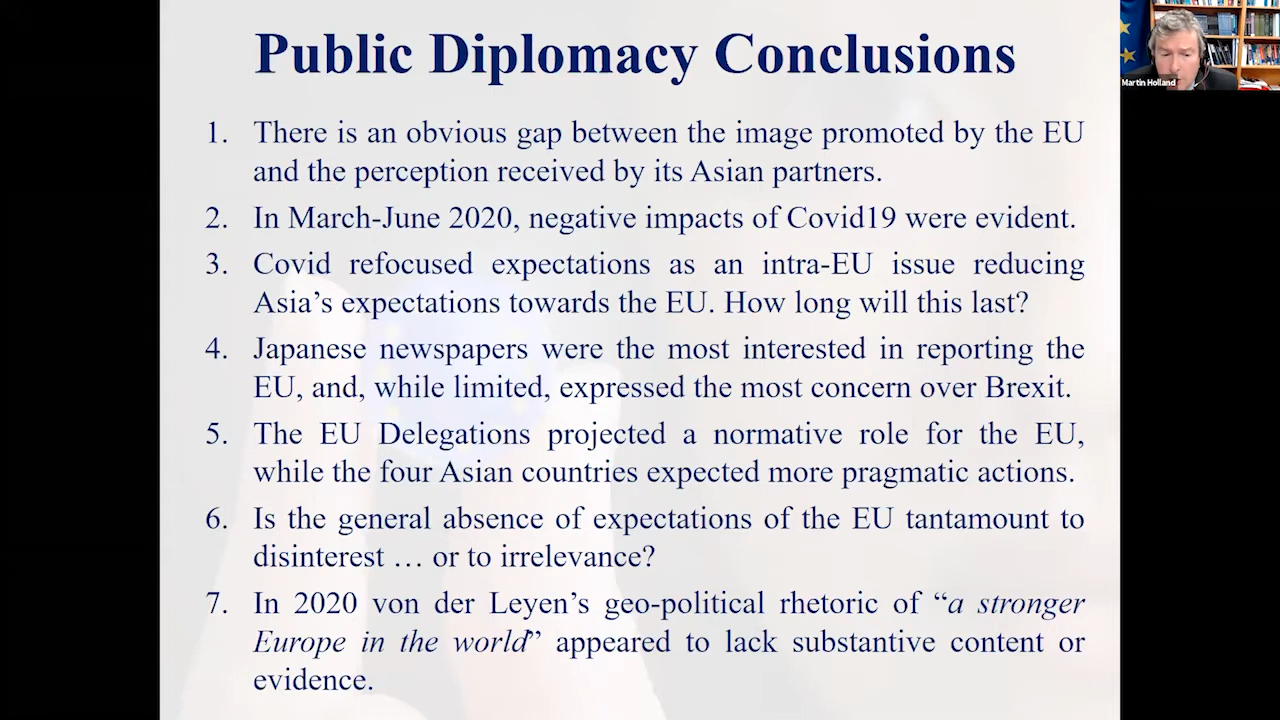 Public Diplomacy Conclusions
Martin Holland
1. There is an obvious gap between the image promoted by the EU
and the perception received by its Asian partners.
2. In March-June 2020, negative impacts of Covid19 were evident.
3. Covid refocused expectations as an intra-EU issue reducing
Asia’s expectations towards the EU. How long will this last?
4. Japanese newspapers were the most interested in reporting the
EU, and, while limited, expressed the most concern over Brexit.
5. The EU Delegations projected a normative role for the EU,
while the four Asian countries expected more pragmatic actions.
6. Is the general absence of expectations of the EU tantamount to
disinterest … or to irrelevance?
7. In 2020 von der Leyen’s geo-political rhetoric of “a stronger
Europe in the world” appeared to lack substantive content or
evidence.